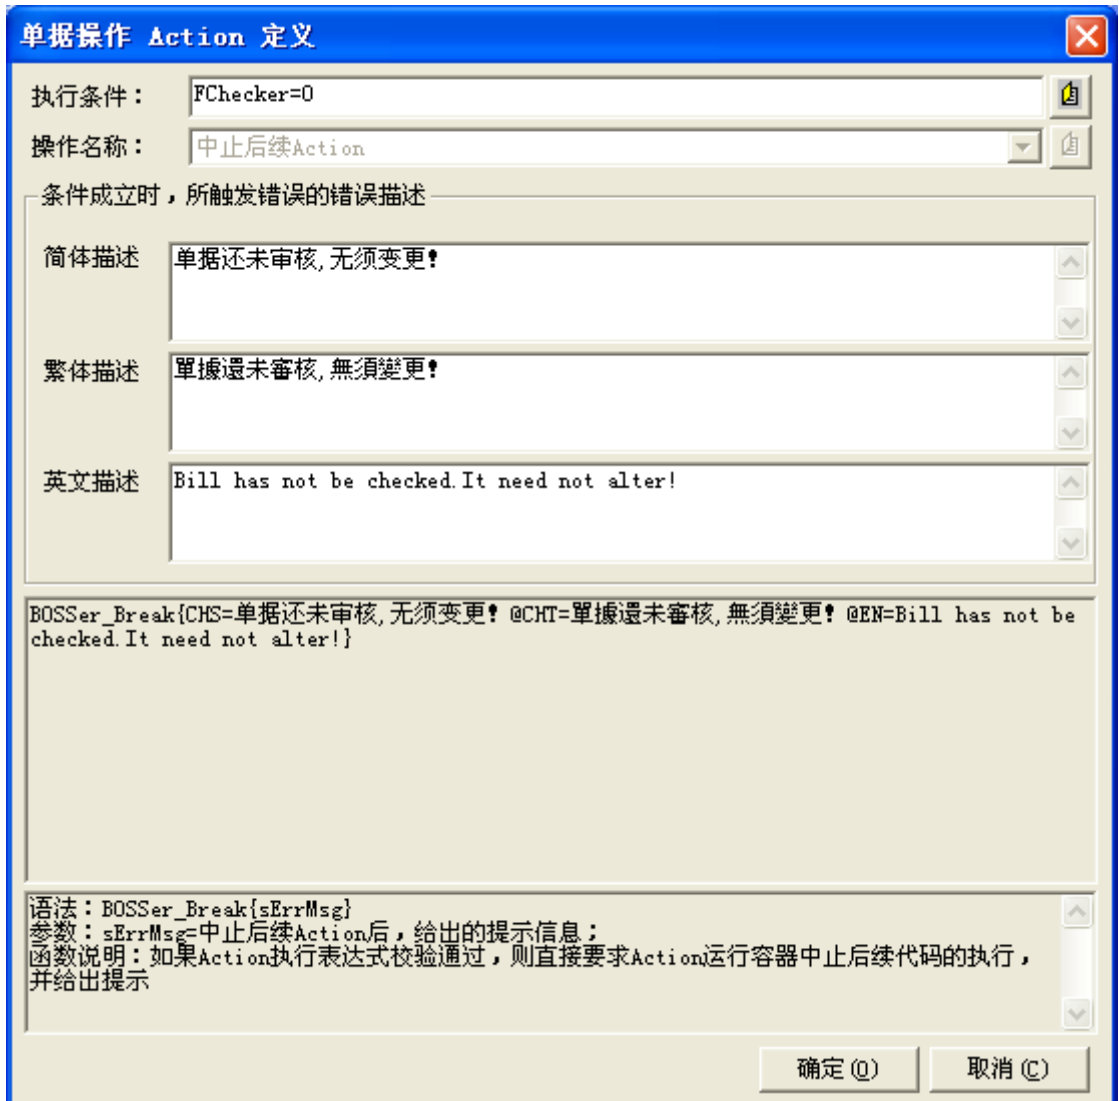 单据操作 Action 定义
执行条件：
FChecker=0
操作名称：
中止后续Action
条件成立时，所触发错误的错误描述
简体描述
单据还未审核,无须变更!
繁体描述
單據還未審核,無須變更!
英文描述
Bill has not be checked.It need not alter!
BOSSer_Break{CHS=单据还未审核,无须变更! @CHT=單據還未審核,無須變更! @EN=Bill has not be
checked.It need not alter!}
语法：BOSSer_Break{sErrMsg}
参数：sErrMsg=中止后续Action后，给出的提示信息；
函数说明：如果Action执行表达式校验通过，则直接要求Action运行容器中止后续代码的执行，
并给出提示
确定(O)
取消(C)